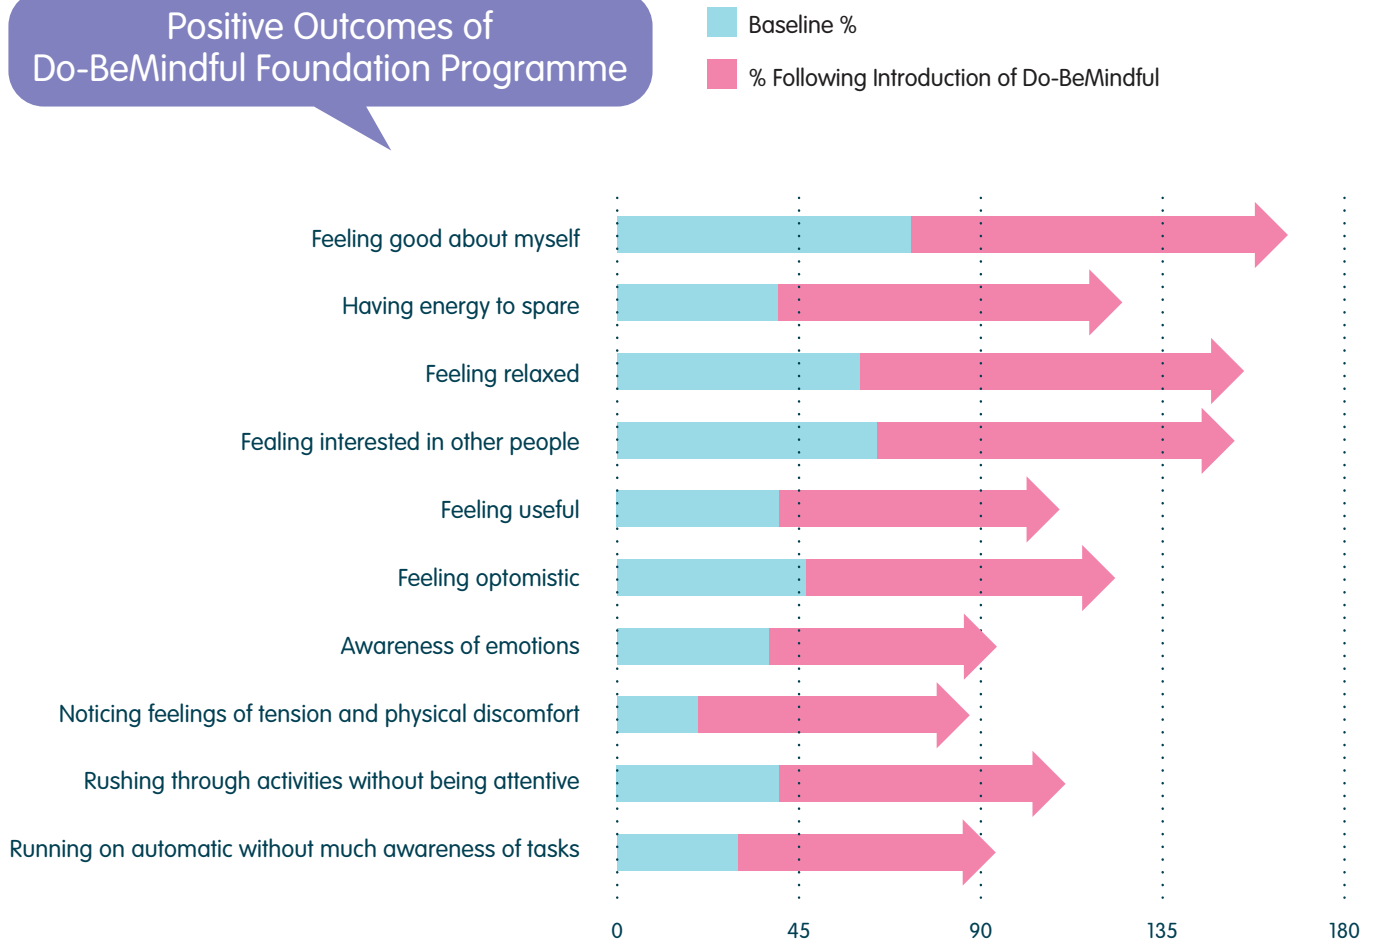 Positive Outcomes of
Do-BeMindful Foundation Programme
Baseline %
% Following Introduction of Do-BeMindful
Feeling good about myself
Having energy to spare
Feeling relaxed
Fealing interested in other people
Feeling useful
Feeling optomistic
Awareness of emotions
Noticing feelings of tension and physical discomfort
Rushing through activities without being attentive
Running on automatic without much awareness of tasks
0 45 90 135 180